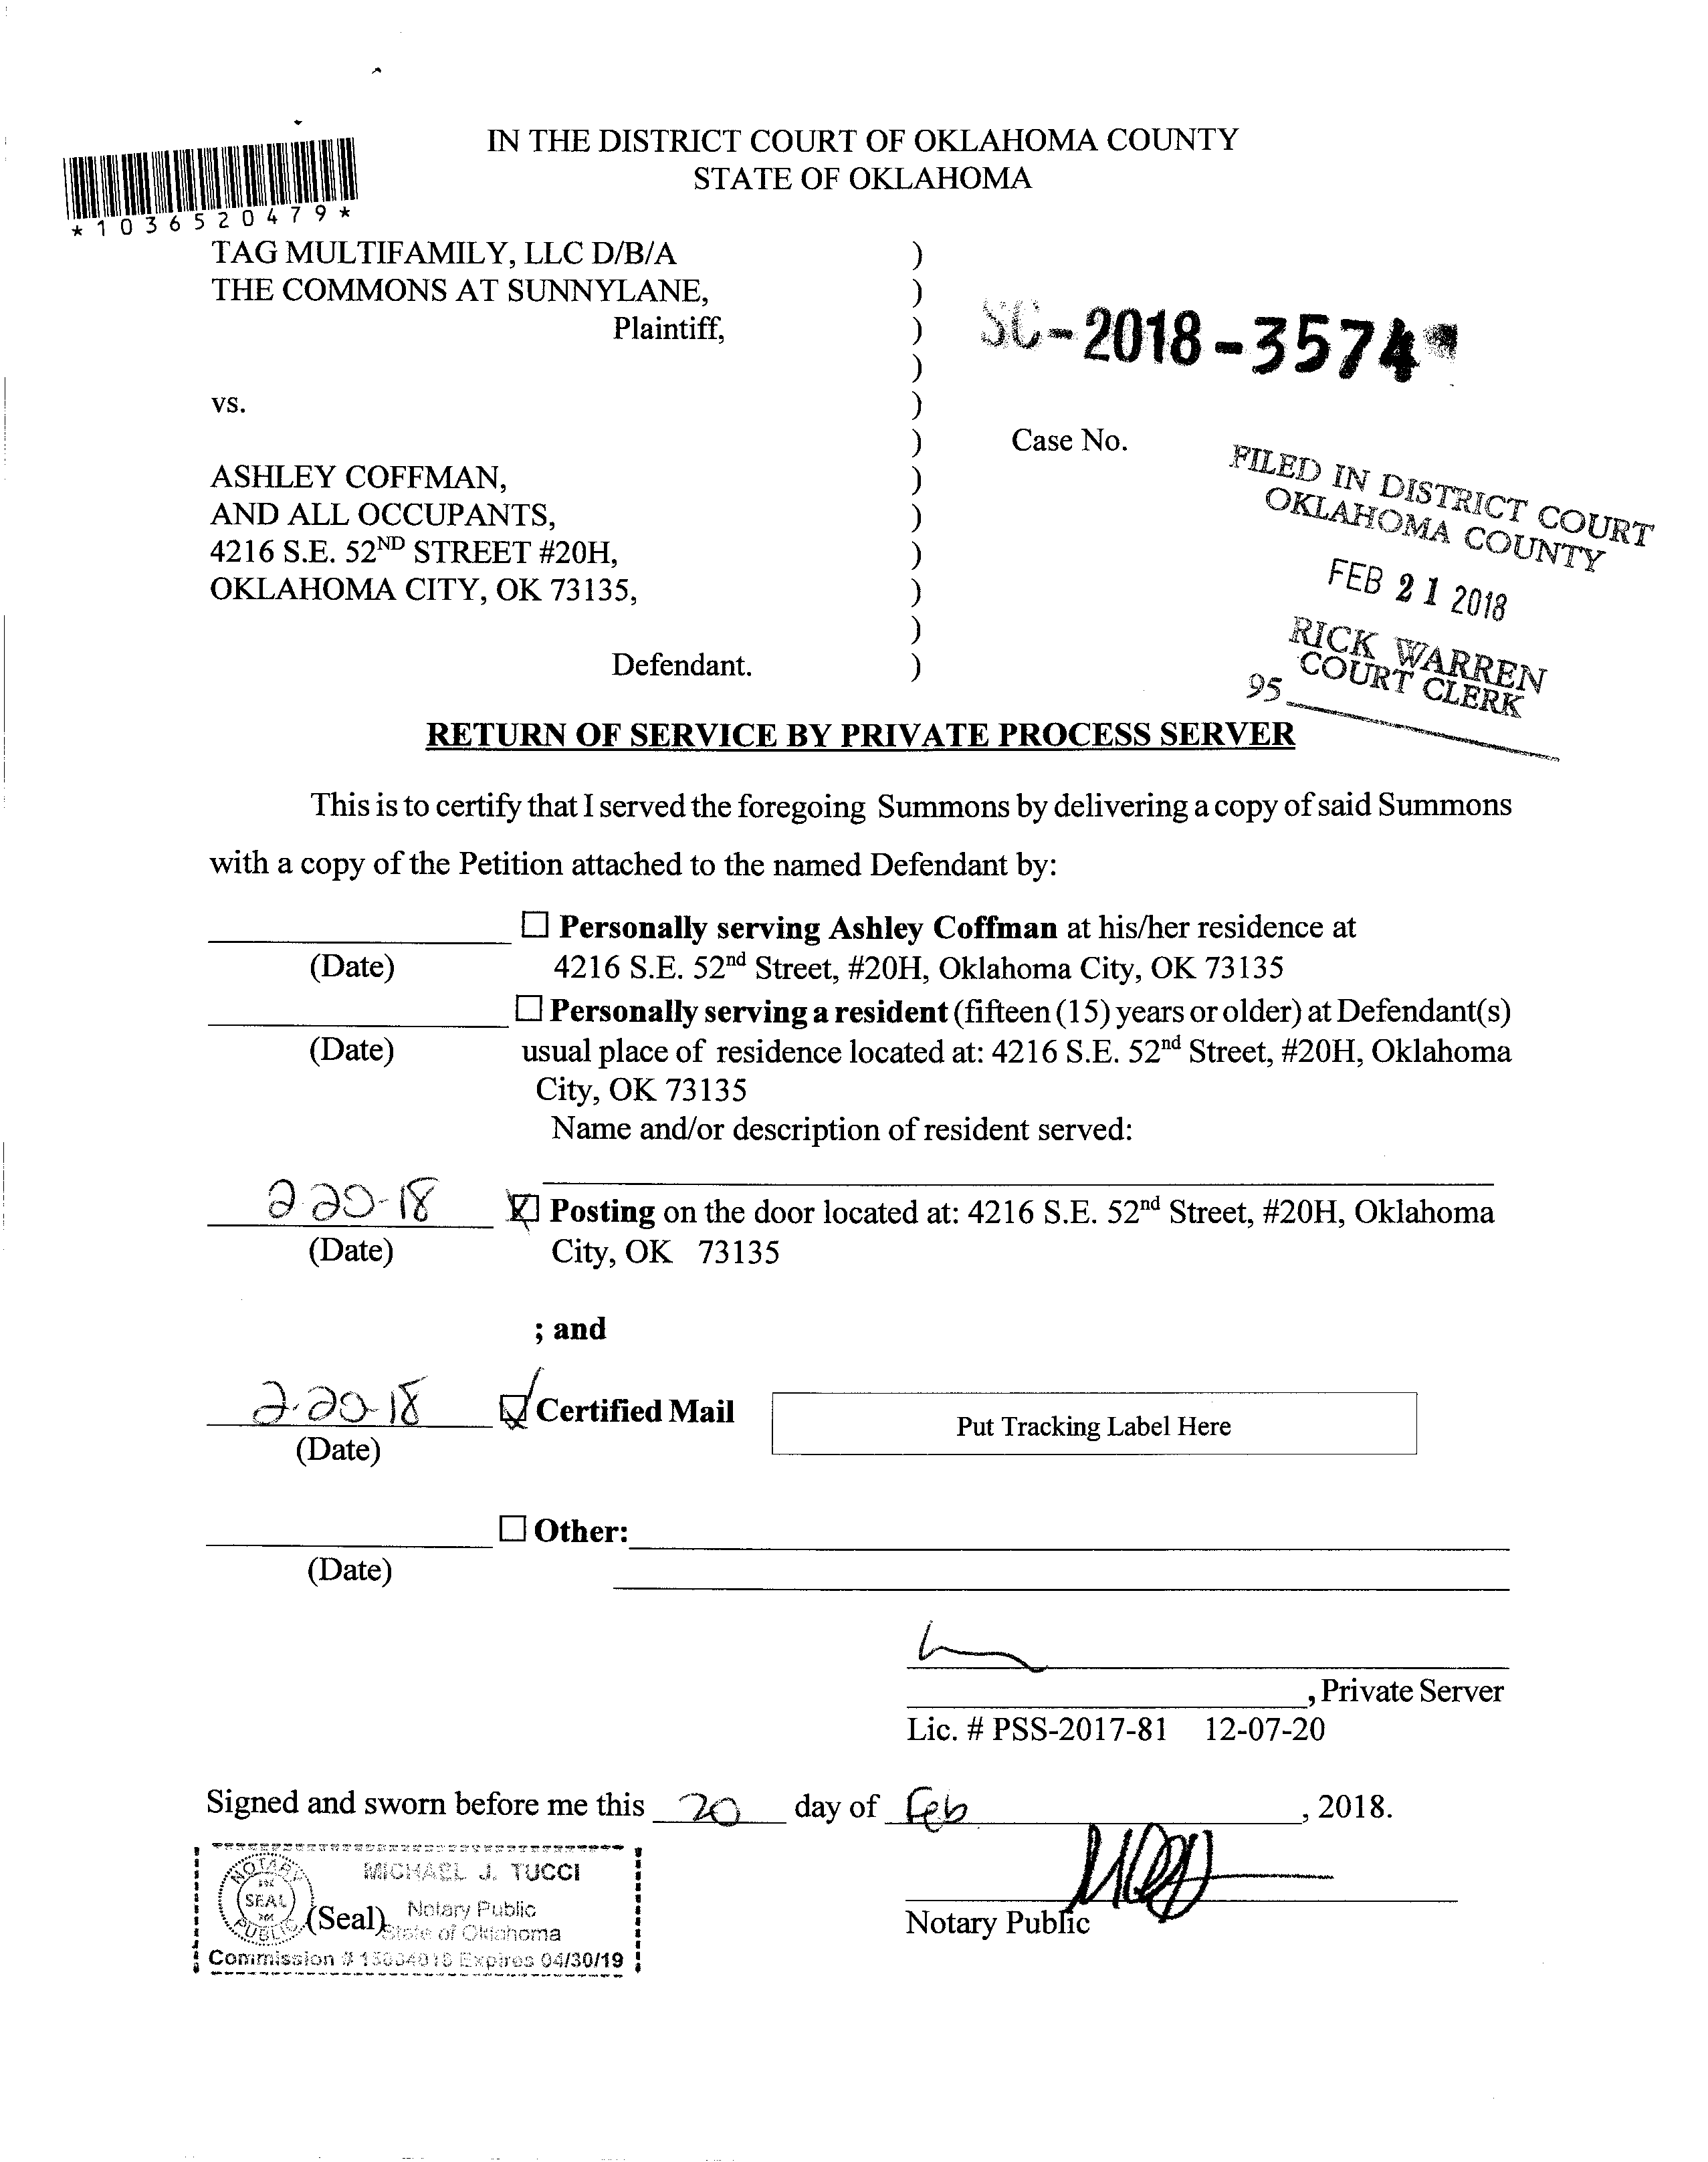 IN THE DISTRICT COURT OF OKLAHOMA COUNTY
STATE OF OKLAHOMA
*1036520479*
TAG MULTIFAMILY, LLC D/B/A )
THE COMMONS AT SUNNYLANE, )
Plaintiff, )
SC-2018-3574
)
vs. )
) Case No.
ASHLEY COFFMAN, )
AND ALL OCCUPANTS, )
4216 S.E. 52ND STREET #20H, )
OKLAHOMA CITY, OK 73135, )
)
Defendant. )
FILED IN DISTRICT COURT
OKLAHOMA COUNTY
FEB 21 2018
RICK WARREN
COURT CLERK
95
RETURN OF SERVICE BY PRIVATE PROCESS SERVER
This is to certify that I served the foregoing Summons by delivering a copy of said Summons
with a copy of the Petition attached to the named Defendant by:
☐ Personally serving Ashley Coffman at his/her residence at
(Date) 4216 S.E. 52nd Street, #20H, Oklahoma City, OK 73135
☐ Personally serving a resident (fifteen (15) years or older) at Defendant(s)
(Date) usual place of residence located at: 4216 S.E. 52nd Street, #20H, Oklahoma
City, OK 73135
Name and/or description of resident served:
2-20-18 ☒ Posting on the door located at: 4216 S.E. 52nd Street, #20H, Oklahoma
(Date) City, OK 73135
; and
2-20-18 ☑ Certified Mail Put Tracking Label Here
(Date)
☐ Other:
(Date)
, Private Server
Lic. # PSS-2017-81 12-07-20
Signed and sworn before me this 20 day of Feb, 2018.
MICHAEL J. TUCCI
NOTARY PUBLIC SEAL
(Seal) Notary Public
State of Oklahoma
Commission # Expires 04/30/19
Notary Public